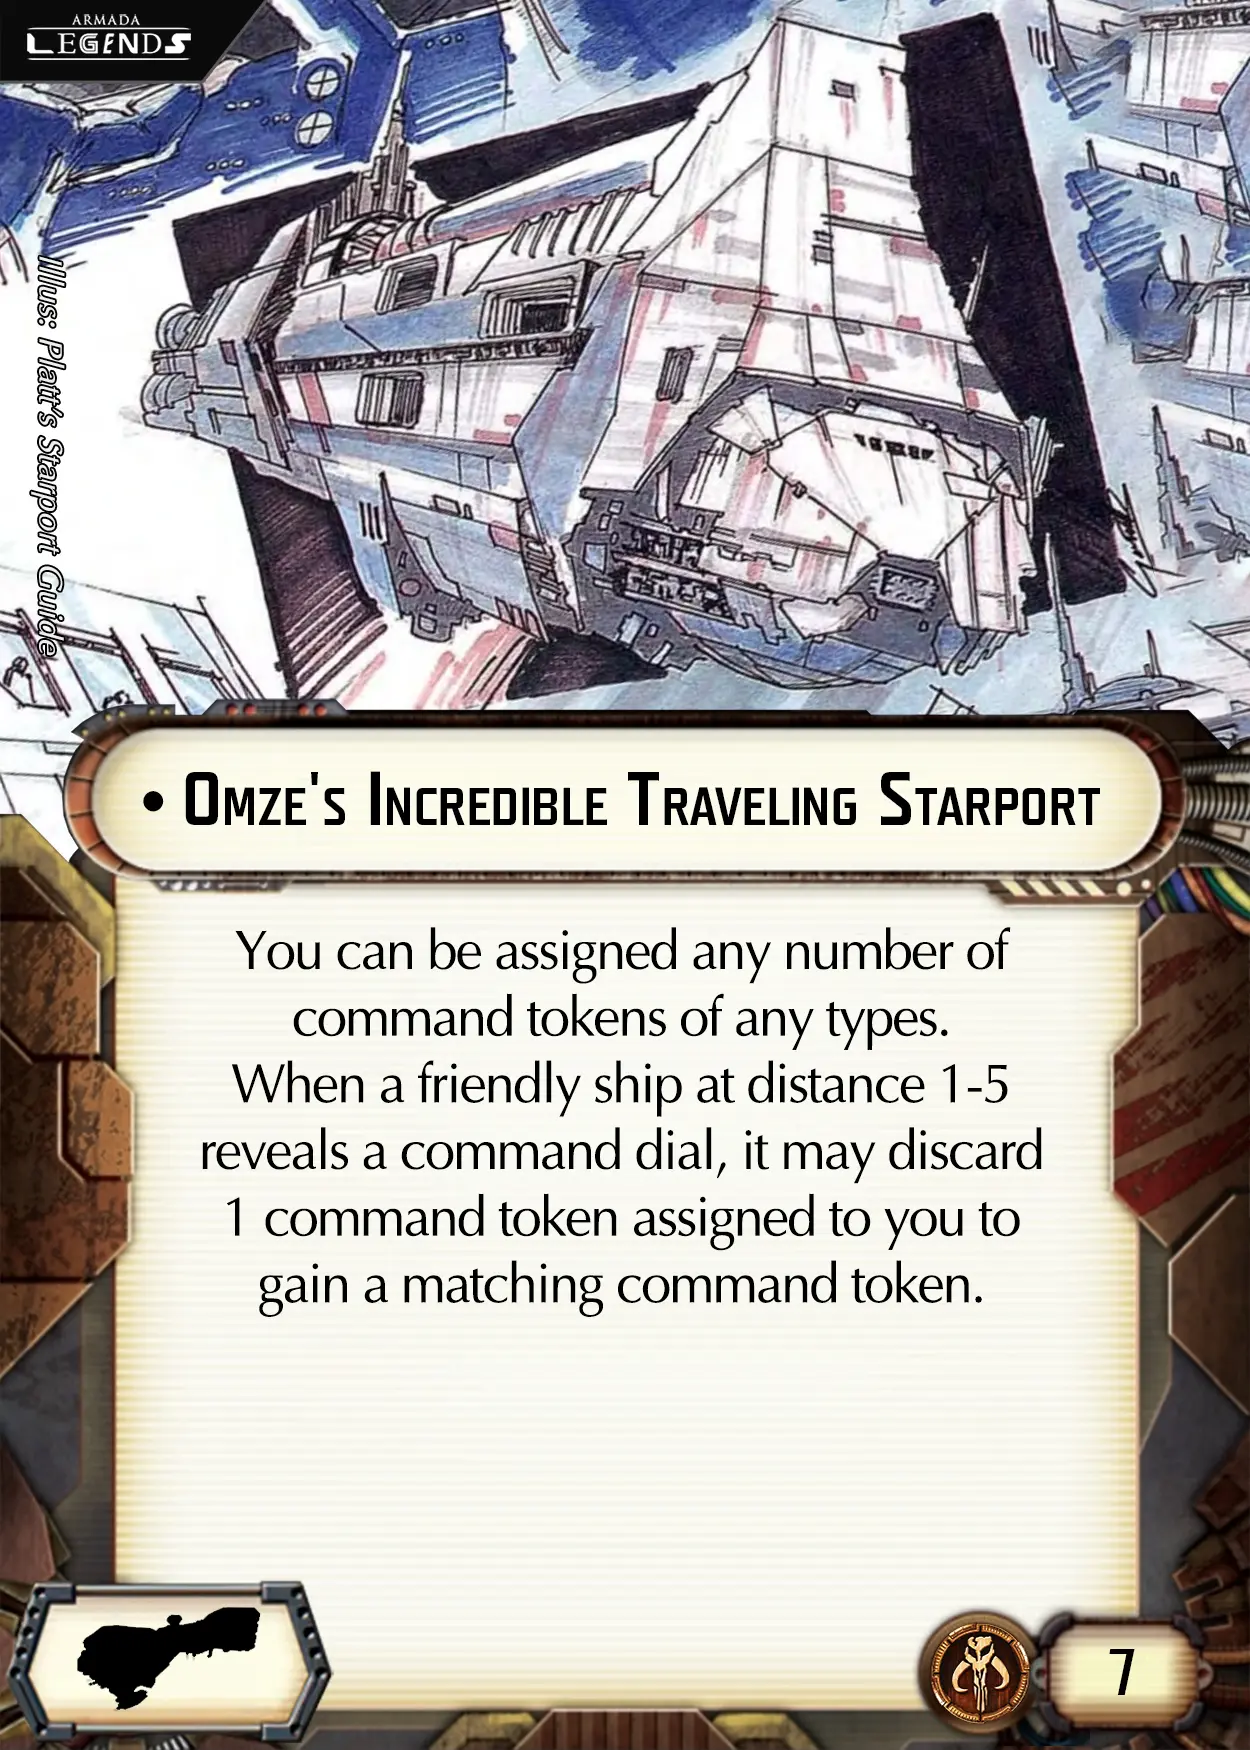 ARMADA
LEGENDS
Illus: Platt's Starport Guide
• Omze's Incredible Traveling Starport
You can be assigned any number of
command tokens of any types.
When a friendly ship at distance 1-5
reveals a command dial, it may discard
1 command token assigned to you to
gain a matching command token.
7